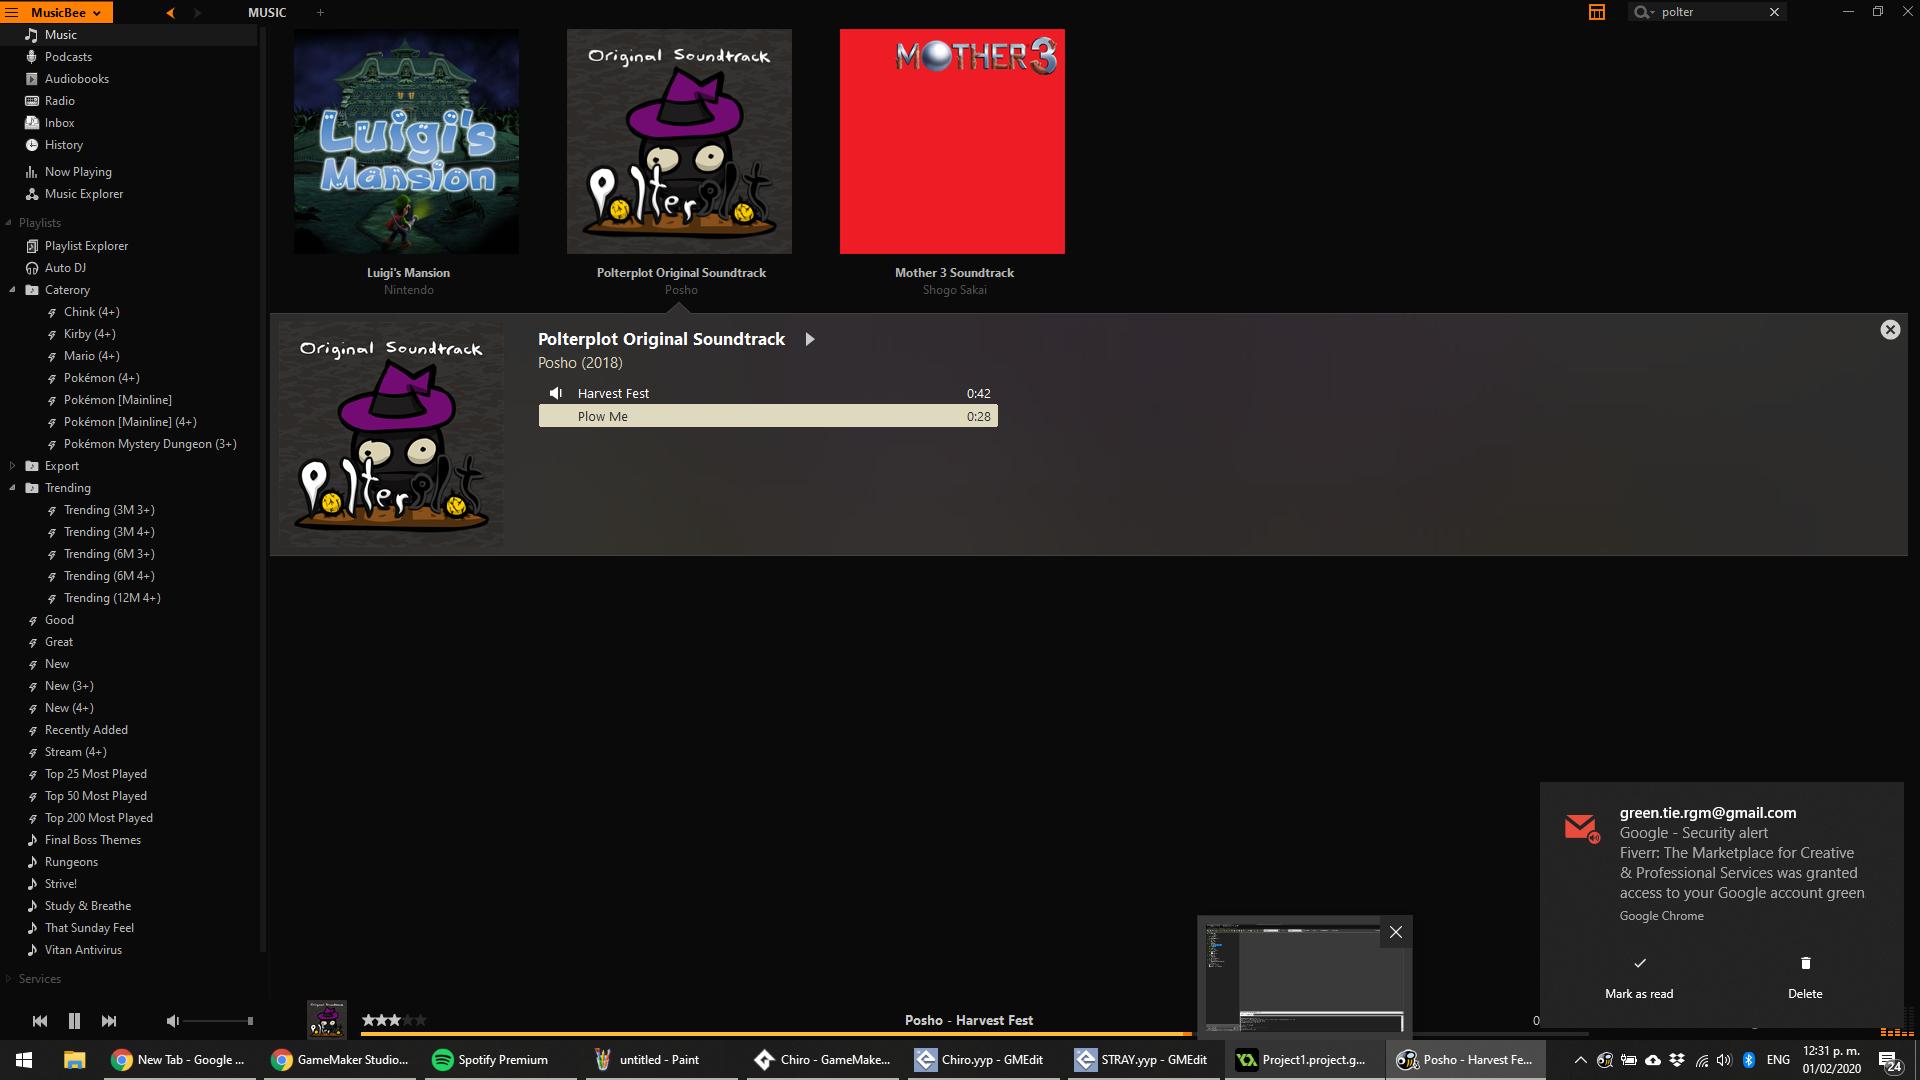 MusicBee
MUSIC
+
polter
Music
Podcasts
Audiobooks
Radio
Inbox
History
Now Playing
Music Explorer
Playlists
Playlist Explorer
Auto DJ
Caterory
Chink (4+)
Kirby (4+)
Mario (4+)
Pokémon (4+)
Pokémon [Mainline]
Pokémon [Mainline] (4+)
Pokémon Mystery Dungeon (3+)
Export
Trending
Trending (3M 3+)
Trending (3M 4+)
Trending (6M 3+)
Trending (6M 4+)
Trending (12M 4+)
Good
Great
New
New (3+)
New (4+)
Recently Added
Stream (4+)
Top 25 Most Played
Top 50 Most Played
Top 200 Most Played
Final Boss Themes
Rungeons
Strive!
Study & Breathe
That Sunday Feel
Vitan Antivirus
Services
Luigi's
Mansion
Luigi's Mansion
Nintendo
Original Soundtrack
Polterplot
Polterplot Original Soundtrack
Posho
MOTHER 3
Mother 3 Soundtrack
Shogo Sakai
Original Soundtrack
Polterplot
Polterplot Original Soundtrack
Posho (2018)
Harvest Fest 0:42
Plow Me 0:28
green.tie.rgm@gmail.com
Google - Security alert
Fiverr: The Marketplace for Creative
& Professional Services was granted
access to your Google account green
Google Chrome
Mark as read
Delete
Posho - Harvest Fest
0
New Tab - Google ...
GameMaker Studio...
Spotify Premium
untitled - Paint
Chiro - GameMake...
Chiro.yyp - GMEdit
STRAY.yyp - GMEdit
Project1.project.g...
Posho - Harvest Fe...
ENG
12:31 p. m.
01/02/2020
24